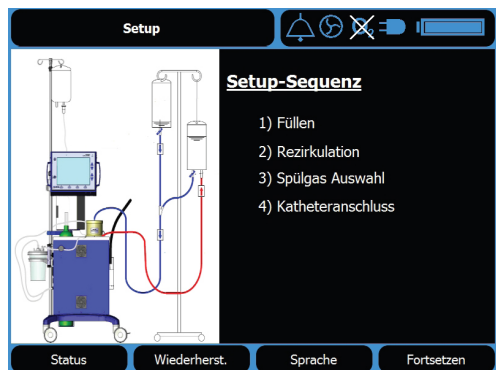 Setup
Setup-Sequenz
1) Füllen
2) Rezirkulation
3) Spülgas Auswahl
4) Katheteranschluss
Status
Wiederherst.
Sprache
Fortsetzen